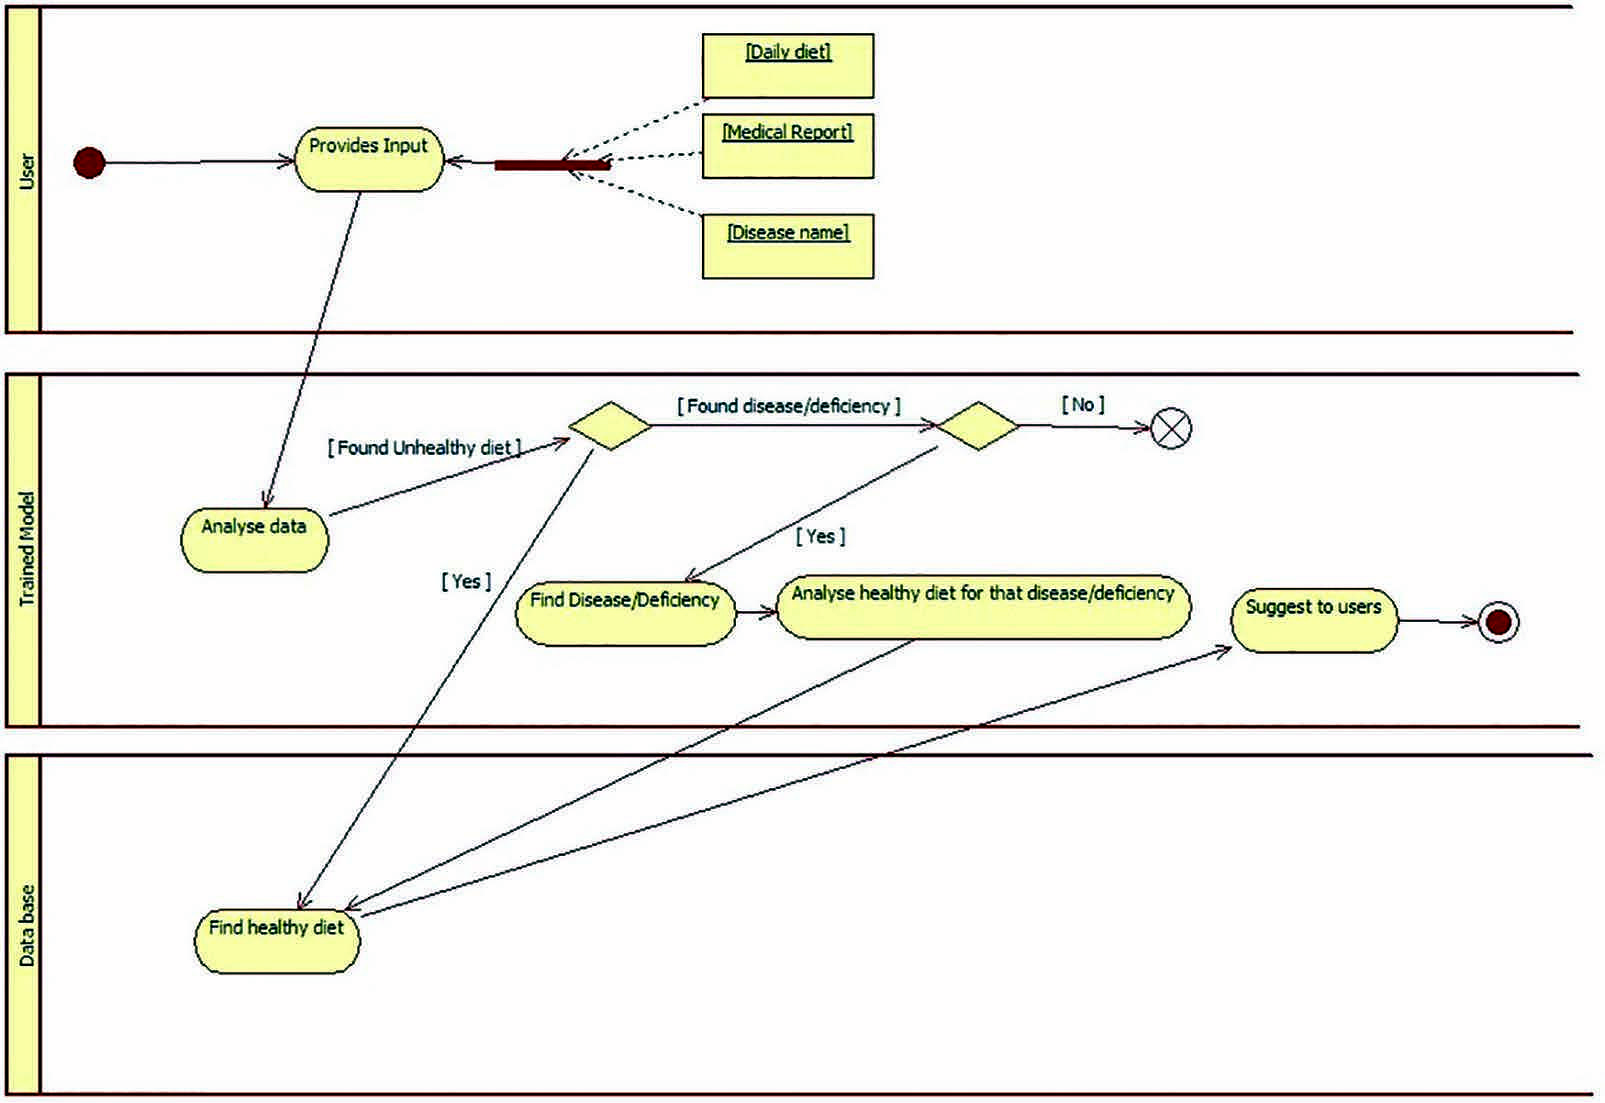 User
[Daily diet]
Provides Input
[Medical Report]
[Disease name]
Trained Model
[ Found disease/deficiency ]
[ No ]
[ Found Unhealthy diet ]
Analyse data
[ Yes ]
[ Yes ]
Find Disease/Deficiency
Analyse healthy diet for that disease/deficiency
Suggest to users
Data base
Find healthy diet